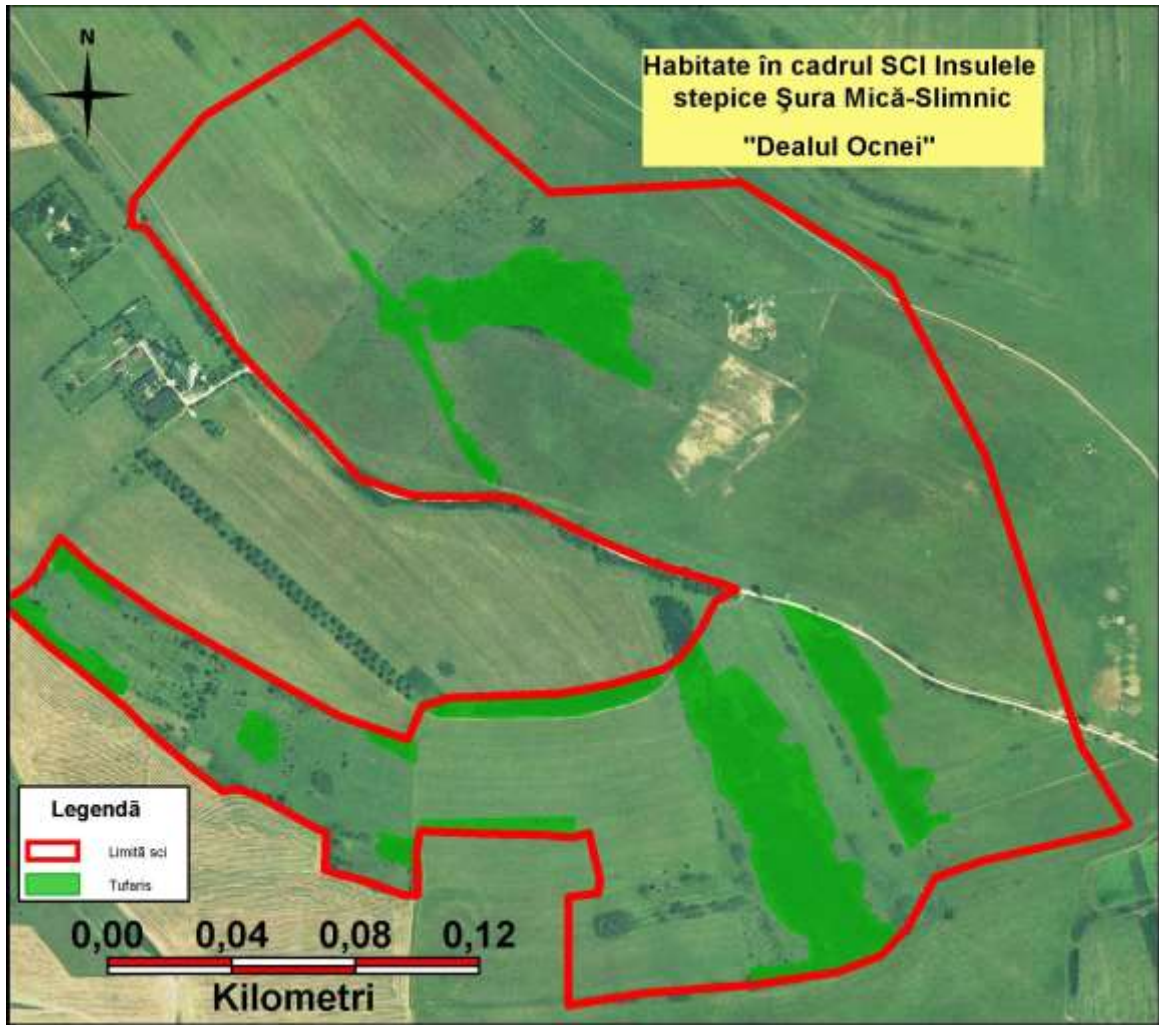 N
Habitate în cadrul SCI Insulele
stepice Şura Mică-Slimnic
"Dealul Ocnei"
Legendă
Limită sci
Tufaris
0,00 0,04 0,08 0,12
Kilometri